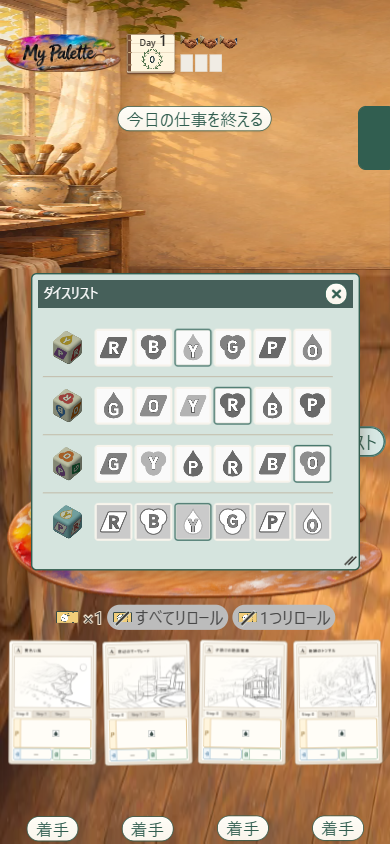 My Palette
Day 1
0
今日の仕事を終える
ダイスリスト
R B Y G P O
G O Y R B P
G Y P R B O
スト
R B Y G P O
×1 すべてリロール 1つリロール
着手 着手 着手 着手